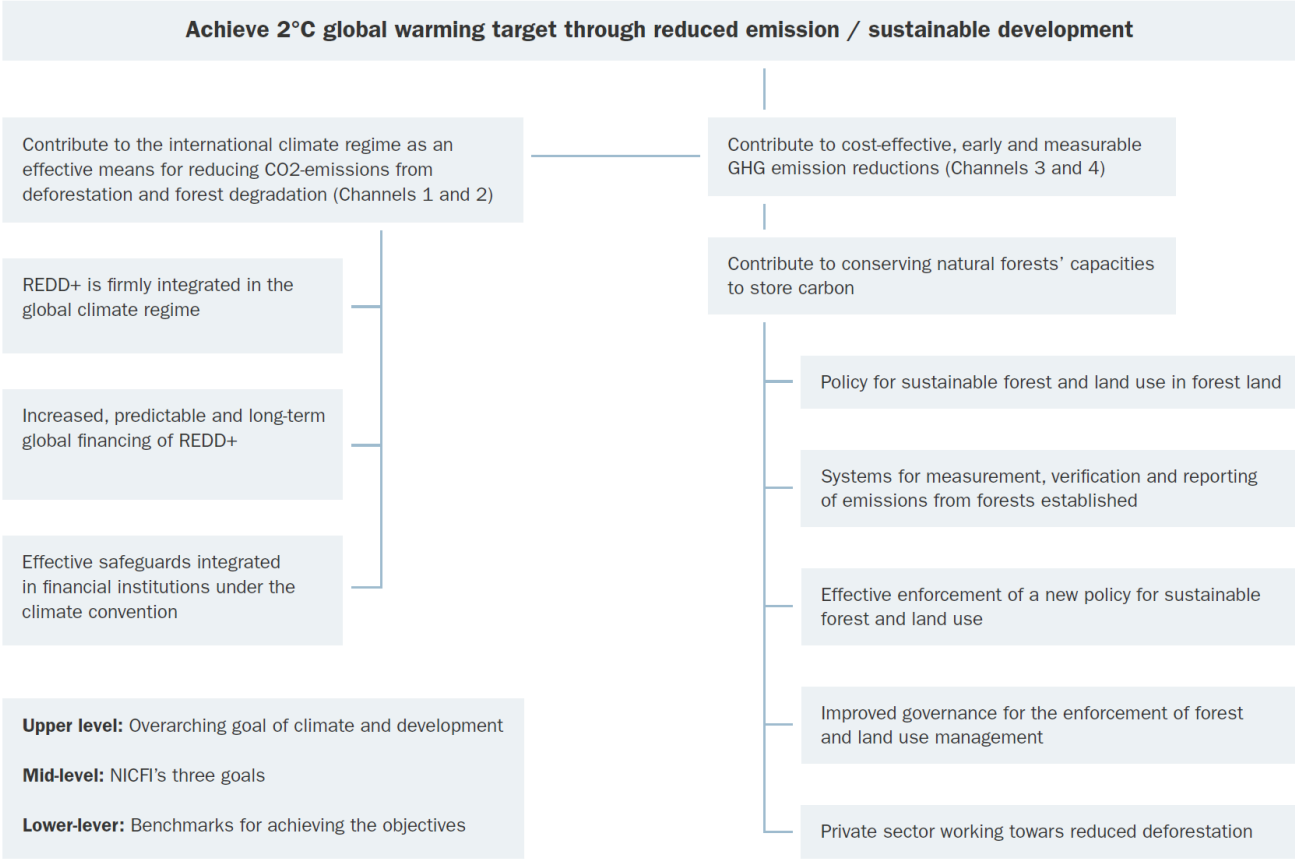 Achieve 2°C global warming target through reduced emission / sustainable development
Contribute to the international climate regime as an
effective means for reducing CO2-emissions from
deforestation and forest degradation (Channels 1 and 2)
REDD+ is firmly integrated in the
global climate regime
Increased, predictable and long-term
global financing of REDD+
Effective safeguards integrated
in financial institutions under the
climate convention
Contribute to cost-effective, early and measurable
GHG emission reductions (Channels 3 and 4)
Contribute to conserving natural forests’ capacities
to store carbon
Policy for sustainable forest and land use in forest land
Systems for measurement, verification and reporting
of emissions from forests established
Effective enforcement of a new policy for sustainable
forest and land use
Improved governance for the enforcement of forest
and land use management
Private sector working towars reduced deforestation
Upper level: Overarching goal of climate and development
Mid-level: NICFI’s three goals
Lower-lever: Benchmarks for achieving the objectives